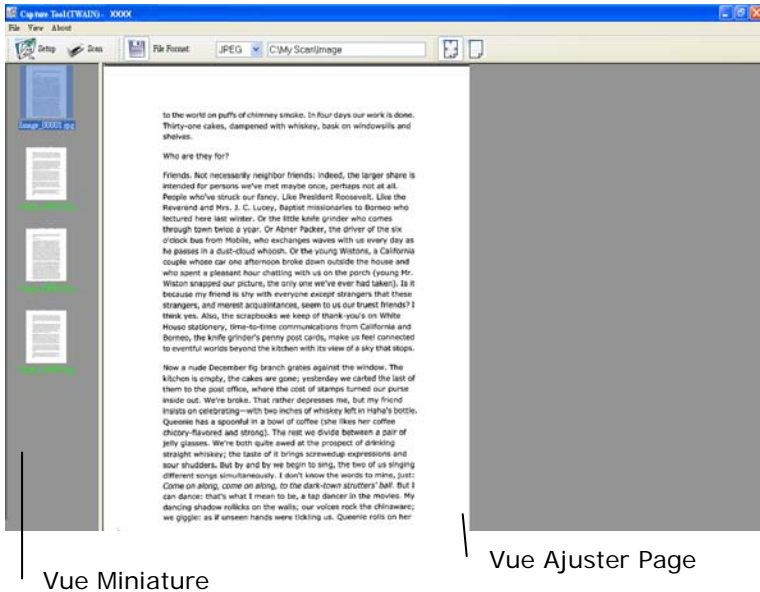 Capture Tool(TWAIN)- XXXX
File View About
Setup Scan File Format JPEG C:\My Scan\Image
Image_00001.jpg
to the world on puffs of chimney smoke. In four days our work is done.
Thirty-one cakes, dampened with whiskey, bask on windowsills and
shelves.
Who are they for?
Friends. Not necessarily neighbor friends: indeed, the larger share is
intended for persons we've met maybe once, perhaps not at all.
People who've struck our fancy. Like President Roosevelt. Like the
Reverend and Mrs. J. C. Lucey, Baptist missionaries to Borneo who
lectured here last winter. Or the little knife grinder who comes
through town twice a year. Or Abner Packer, the driver of the six
o'clock bus from Mobile, who exchanges waves with us every day as
he passes in a dust-cloud whoosh. Or the young Wistons, a California
couple whose car one afternoon broke down outside the house and
who spent a pleasant hour chatting with us on the porch (young Mr.
Wiston snapped our picture, the only one we've ever had taken). Is it
because my friend is shy with everyone except strangers that these
strangers, and merest acquaintances, seem to us our truest friends? I
think yes. Also, the scrapbooks we keep of thank-you's on White
House stationery, time-to-time communications from California and
Borneo, the knife grinder's penny post cards, make us feel connected
to eventful worlds beyond the kitchen with its view of a sky that stops.
Now a nude December fig branch grates against the window. The
kitchen is empty, the cakes are gone; yesterday we carted the last of
them to the post office, where the cost of stamps turned our purse
inside out. We're broke. That rather depresses me, but my friend
insists on celebrating—with two inches of whiskey left in Haha's bottle.
Queenie has a spoonful in a bowl of coffee (she likes her coffee
chicory-flavored and strong). The rest we divide between a pair of
jelly glasses. We're both quite awed at the prospect of drinking
straight whiskey; the taste of it brings screwedup expressions and
sour shudders. But by and by we begin to sing, the two of us singing
different songs simultaneously. I don't know the words to mine, just:
Come on along, come on along, to the dark-town strutters' ball. But I
can dance: that's what I mean to be, a tap dancer in the movies. My
dancing shadow rollicks on the walls; our voices rock the chinaware;
we giggle: as if unseen hands were tickling us. Queenie rolls on her
Vue Ajuster Page
Vue Miniature